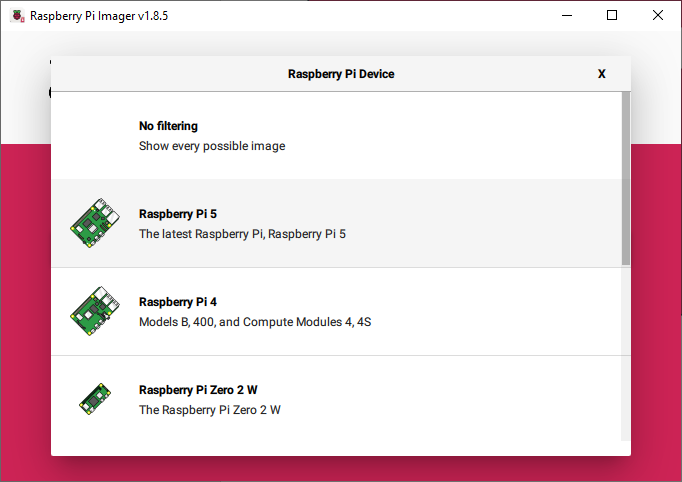 Raspberry Pi Imager v1.8.5
Raspberry Pi Device
X
No filtering
Show every possible image
Raspberry Pi 5
The latest Raspberry Pi, Raspberry Pi 5
Raspberry Pi 4
Models B, 400, and Compute Modules 4, 4S
Raspberry Pi Zero 2 W
The Raspberry Pi Zero 2 W